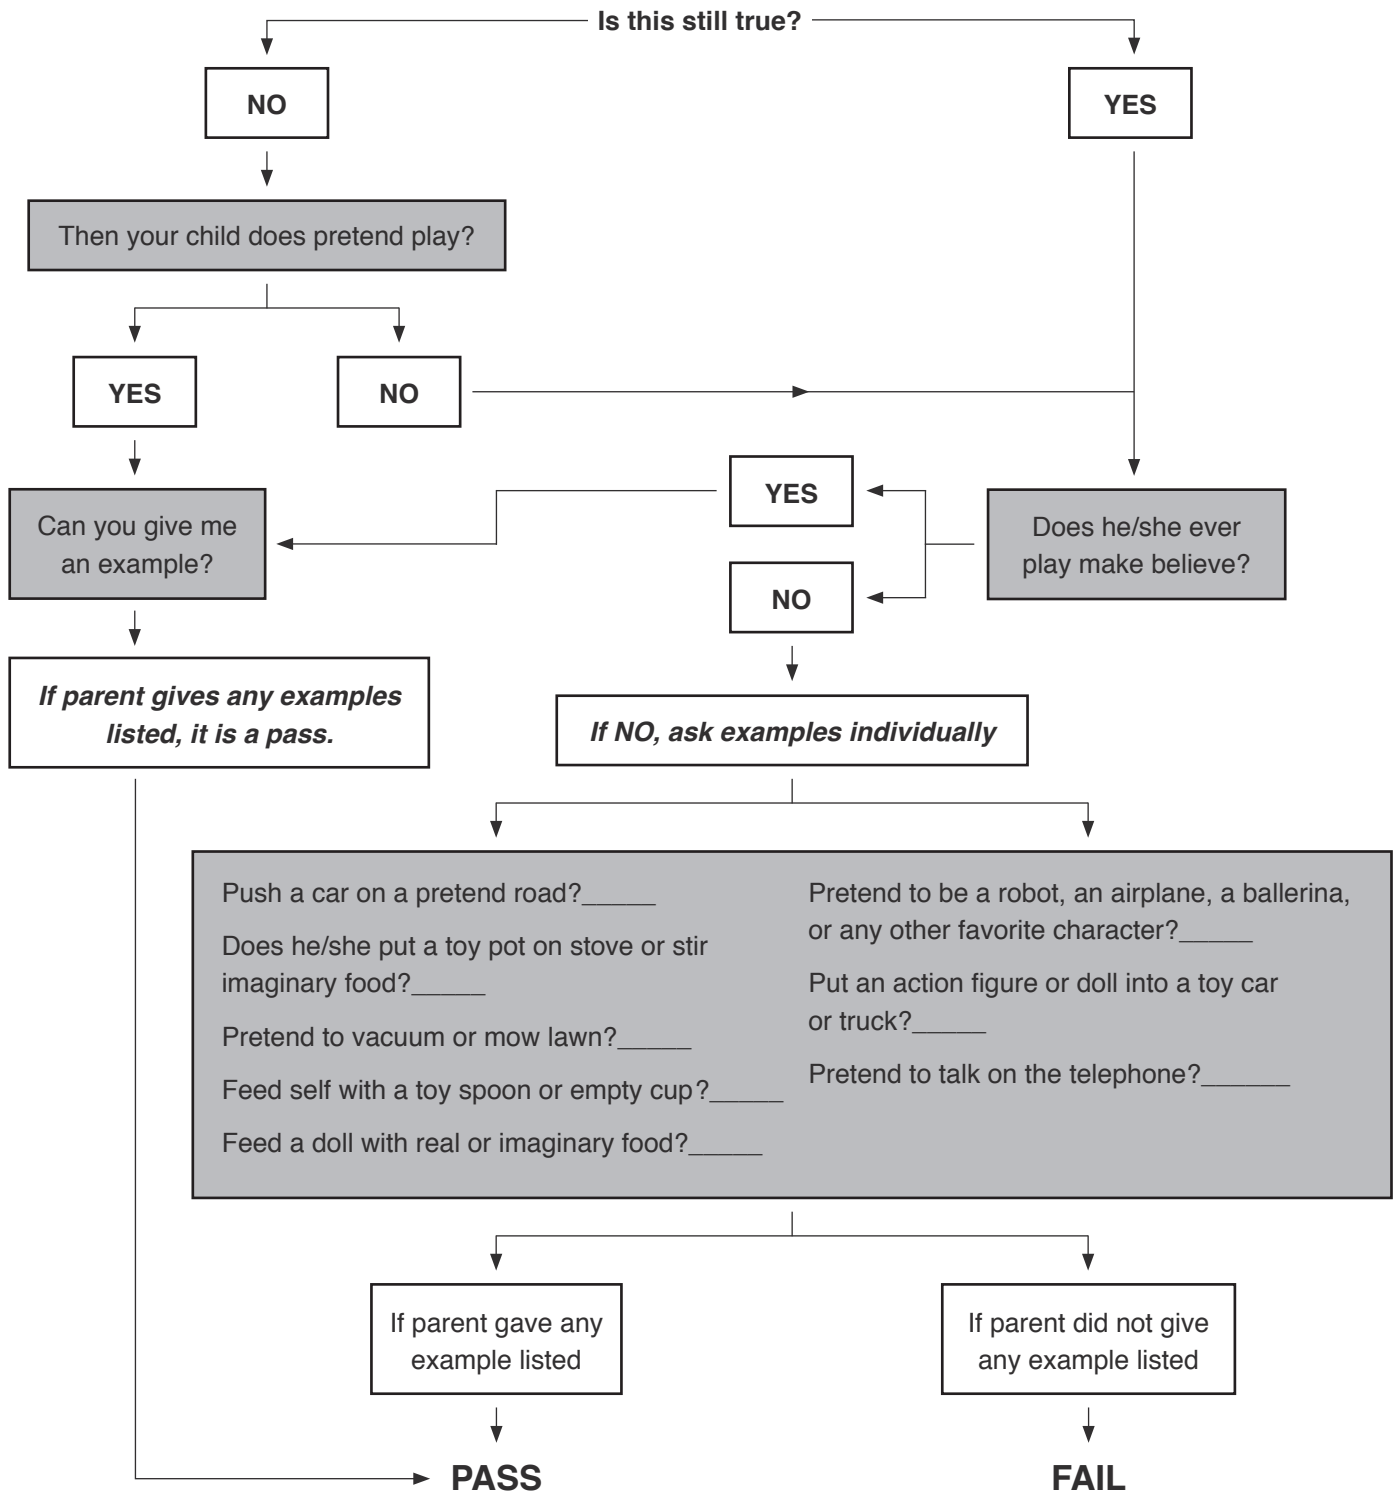 Is this still true?
NO
YES
Then your child does pretend play?
YES
NO
Can you give me
an example?
YES
NO
Does he/she ever
play make believe?
If parent gives any examples
listed, it is a pass.
If NO, ask examples individually
Push a car on a pretend road?_____
Does he/she put a toy pot on stove or stir
imaginary food?_____
Pretend to vacuum or mow lawn?_____
Feed self with a toy spoon or empty cup?_____
Feed a doll with real or imaginary food?_____
Pretend to be a robot, an airplane, a ballerina,
or any other favorite character?_____
Put an action figure or doll into a toy car
or truck?_____
Pretend to talk on the telephone?______
If parent gave any
example listed
If parent did not give
any example listed
PASS
FAIL